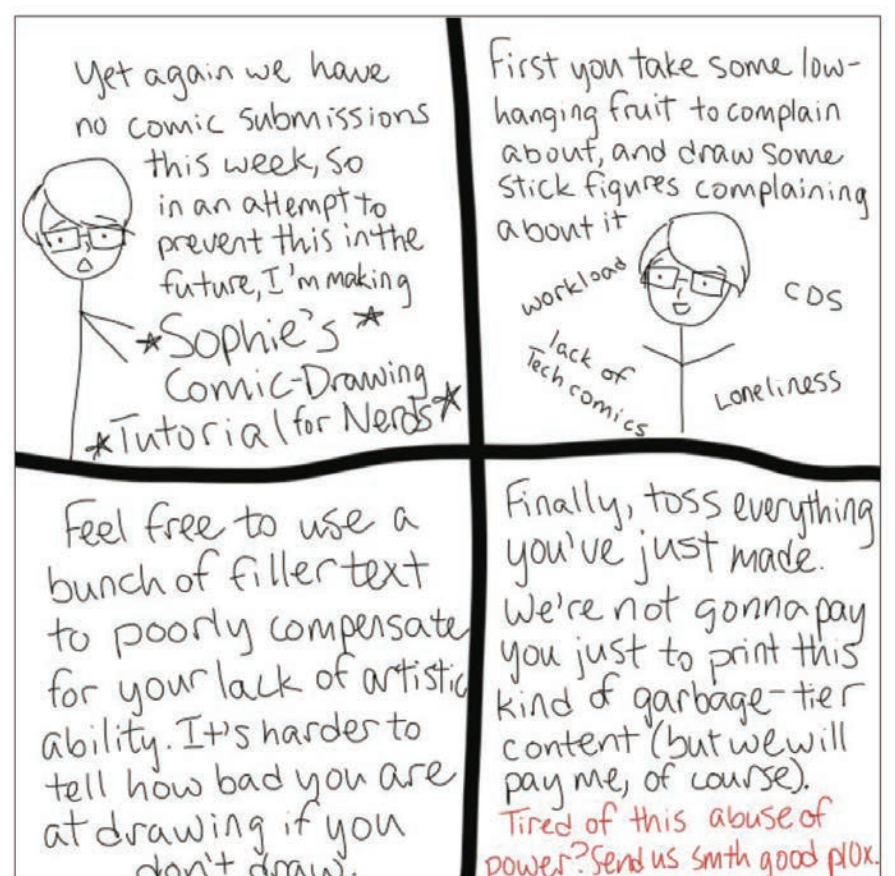 Yet again we have
no comic submissions
this week, so
in an attempt to
prevent this in the
future, I'm making
Sophie's
Comic-Drawing
Tutorial for Nerds
First you take some low-
hanging fruit to complain
about, and draw some
stick figures complaining
about it
workload
CDS
lack of
Tech comics
Loneliness
Feel free to use a
bunch of filler text
to poorly compensate
for your lack of artistic
ability. It's harder to
tell how bad you are
at drawing if you
don't draw.
Finally, toss everything
you've just made.
We're not gonna pay
you just to print this
kind of garbage-tier
content (but we will
pay me, of course).
Tired of this abuse of
power? Send us smth good plox.